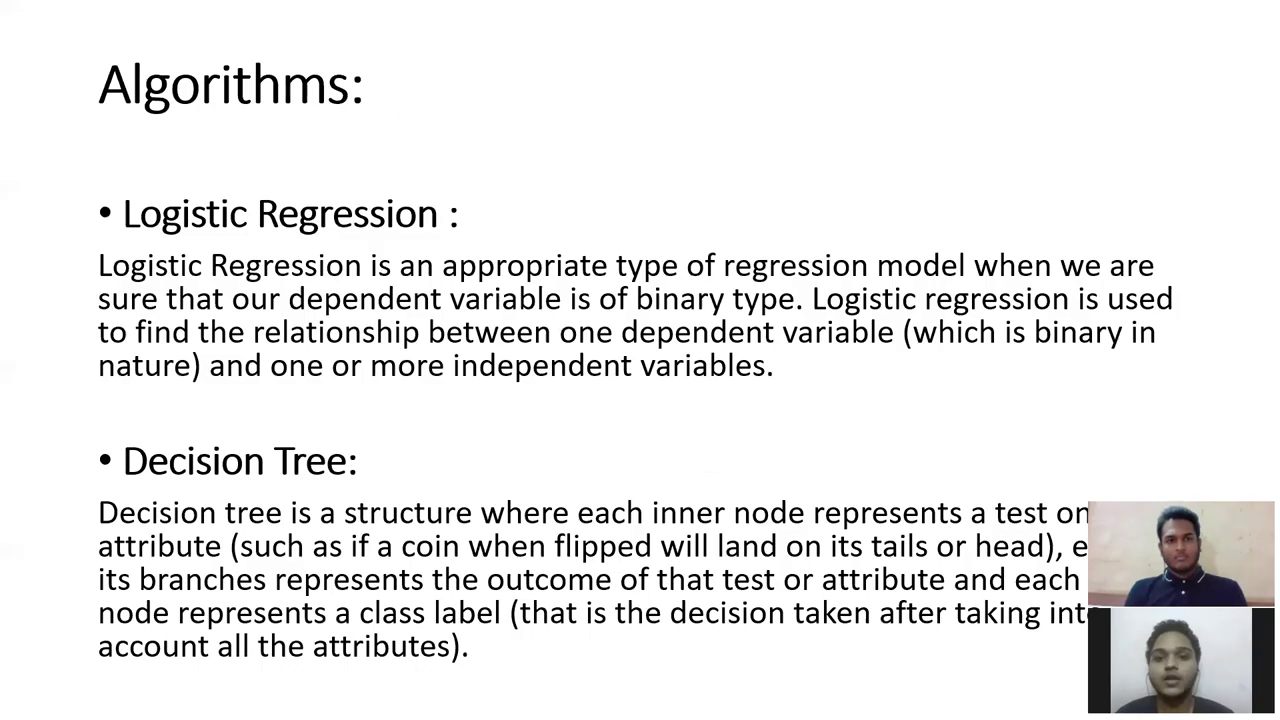 Algorithms:
• Logistic Regression :
Logistic Regression is an appropriate type of regression model when we are
sure that our dependent variable is of binary type. Logistic regression is used
to find the relationship between one dependent variable (which is binary in
nature) and one or more independent variables.
• Decision Tree:
Decision tree is a structure where each inner node represents a test on
attribute (such as if a coin when flipped will land on its tails or head),
its branches represents the outcome of that test or attribute and each
node represents a class label (that is the decision taken after taking into
account all the attributes).